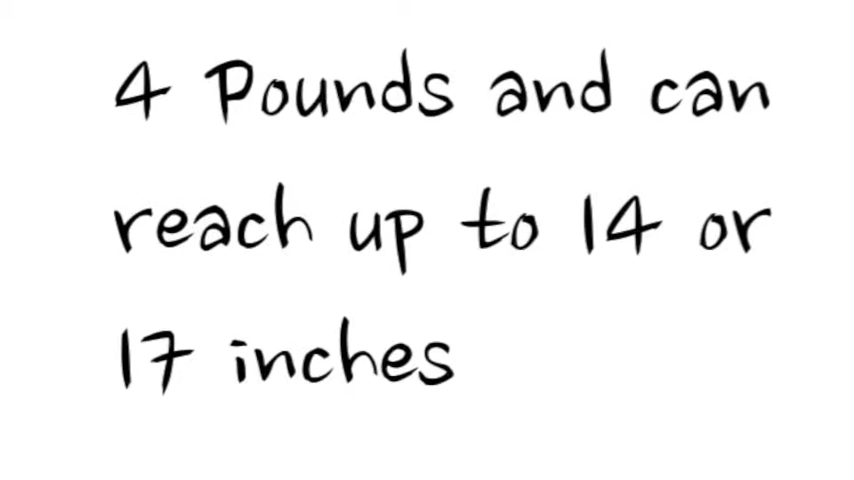 4 Pounds and can
reach up to 14 or
17 inches